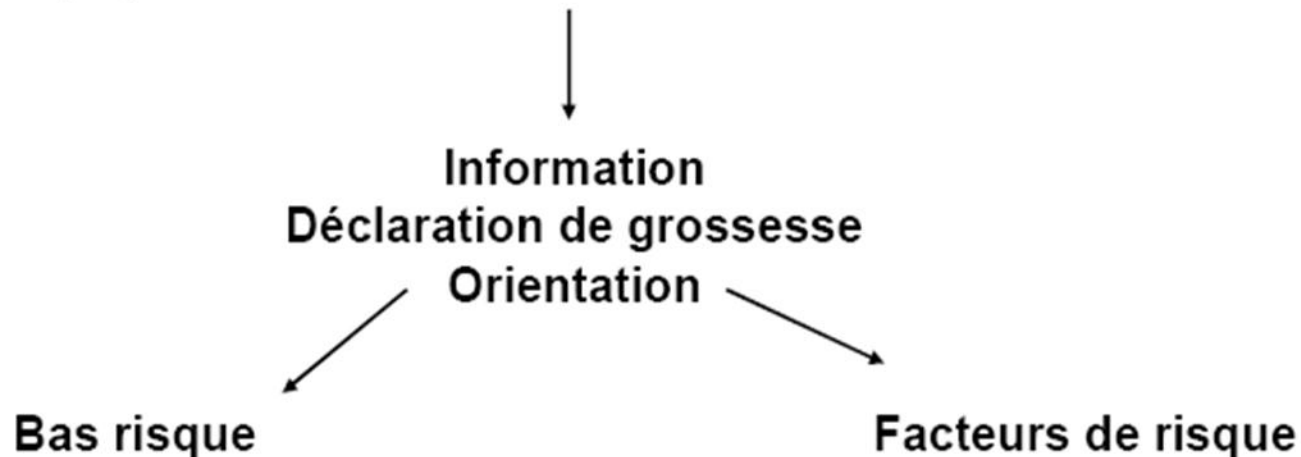 Information
Déclaration de grossesse
Orientation
Bas risque
Facteurs de risque